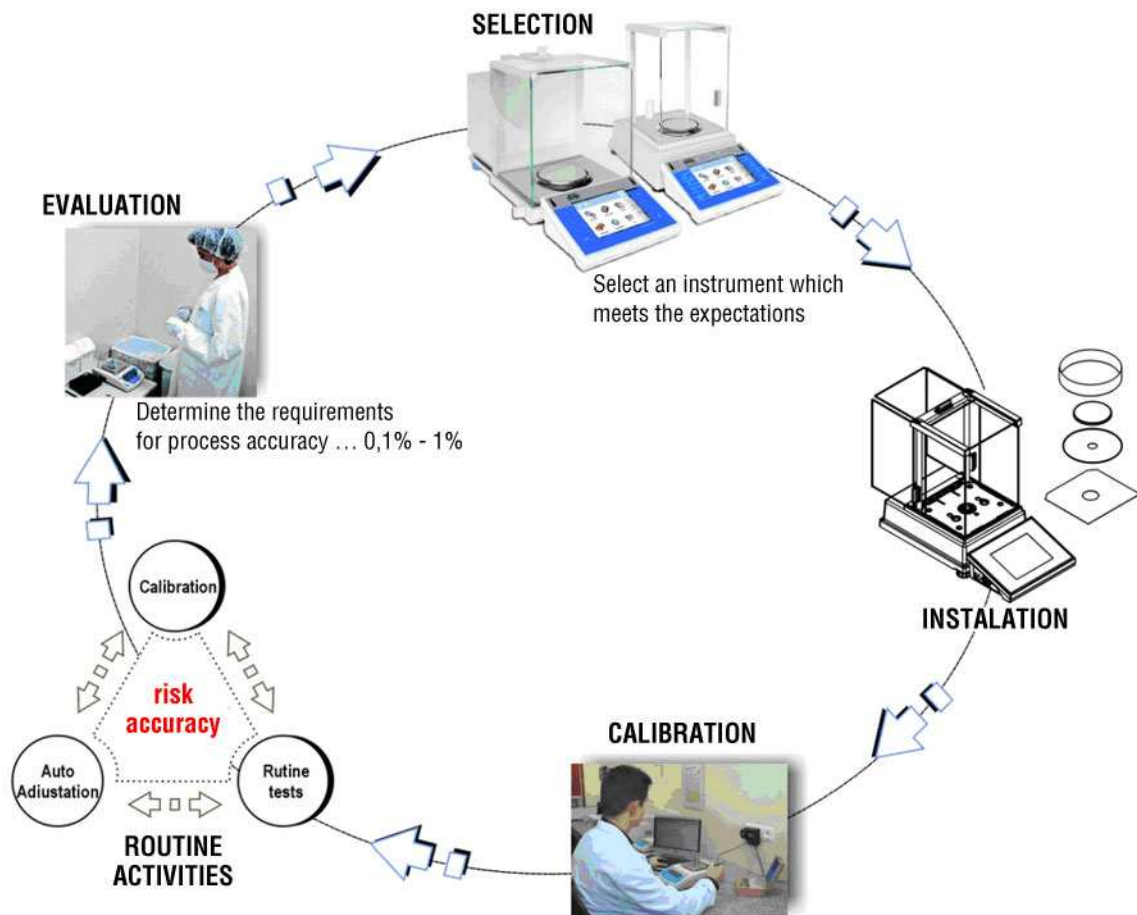 SELECTION
Select an instrument which
meets the expectations
EVALUATION
Determine the requirements
for process accuracy … 0,1% - 1%
INSTALATION
CALIBRATION
Calibration
risk
accuracy
Auto
Adiustation
Rutine
tests
ROUTINE
ACTIVITIES